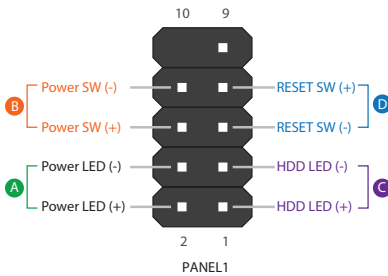 10 9
Power SW (-) RESET SW (+)
B D
Power SW (+) RESET SW (-)
Power LED (-) HDD LED (-)
A C
Power LED (+) HDD LED (+)
2 1
PANEL1